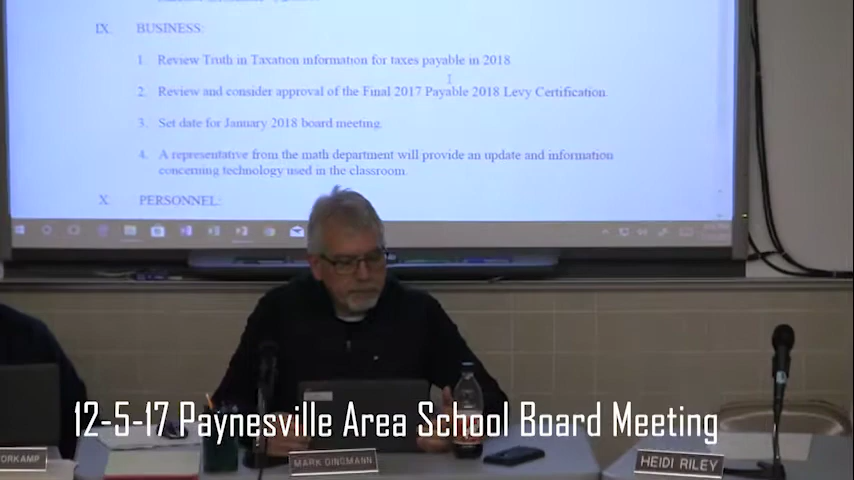 IX. BUSINESS:
1. Review Truth in Taxation information for taxes payable in 2018
2. Review and consider approval of the Final 2017 Payable 2018 Levy Certification.
3. Set date for January 2018 board meeting.
4. A representative from the math department will provide an update and information
concerning technology used in the classroom.
X. PERSONNEL:
12-5-17 Paynesville Area School Board Meeting
ORKAMP
MARK DINGMANN
HEIDI RILEY